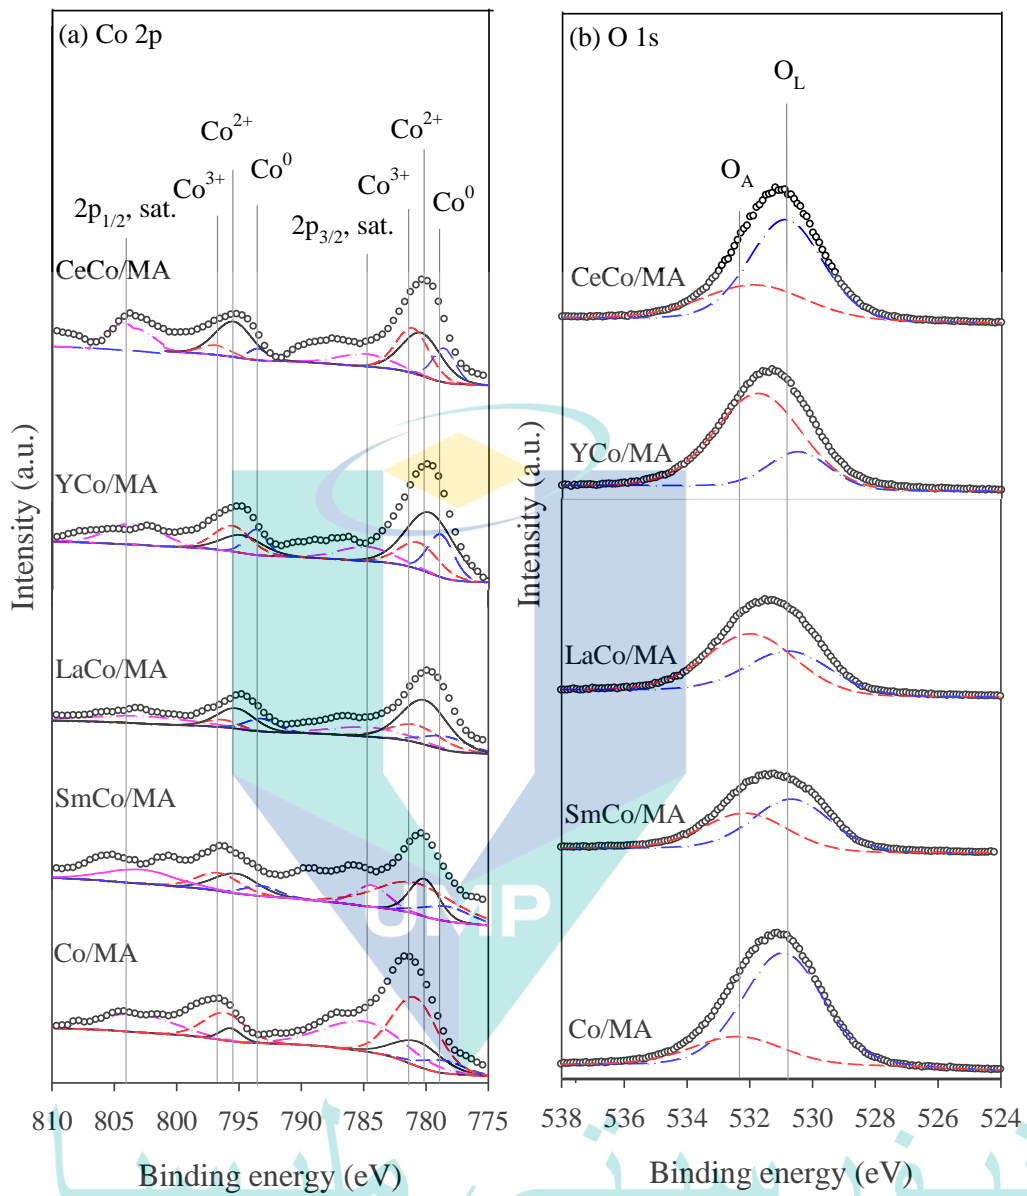 (a) Co 2p
Co²⁺
Co³⁺
Co⁰
2p₁/₂, sat.
Co²⁺
Co³⁺
Co⁰
2p₃/₂, sat.
CeCo/MA
YCo/MA
LaCo/MA
SmCo/MA
Co/MA
Intensity (a.u.)
810 805 800 795 790 785 780 775
Binding energy (eV)
(b) O 1s
O_L
O_A
CeCo/MA
YCo/MA
LaCo/MA
SmCo/MA
Co/MA
Intensity (a.u.)
538 536 534 532 530 528 526 524
Binding energy (eV)
UMP